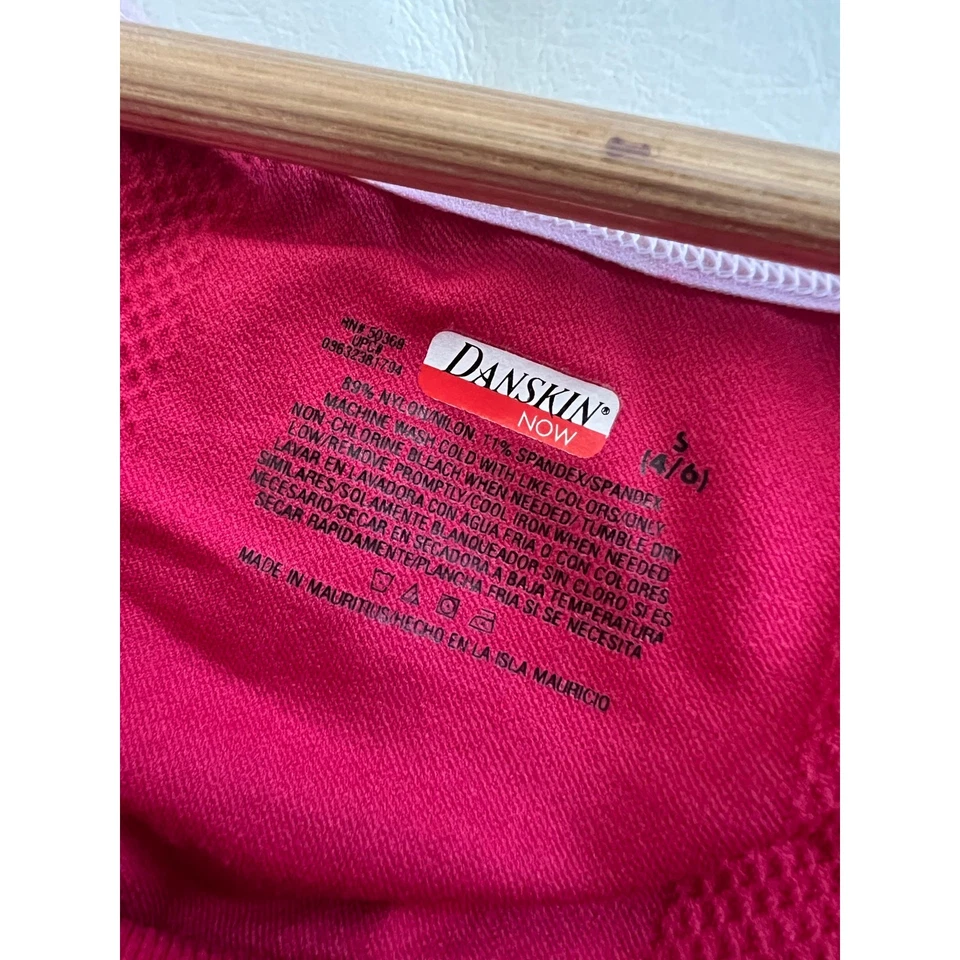 RN# 50369
UPC#
DANSKIN®
NOW
S
(4/6)
89% NYLON/NILON. 11% SPANDEX/SPANDEX
MACHINE WASH COLD WITH LIKE COLORS/ONLY
NON. CHLORINE BLEACH WHEN NEEDED/ TUMBLE DRY
LOW/REMOVE PROMPTLY/COOL IRON WHEN NEEDED
LAVAR EN LAVADORA CON AGUA FRIA O CON COLORES
SIMILARES/SOLAMENTE BLANQUEADOR SIN CLORO SI ES
NECESARIO/SECAR EN SECADORA A BAJA TEMPERATURA
SECAR RAPIDAMENTE/PLANCHA FRIA SI SE NECESITA
MADE IN MAURITIUS/HECHO EN LA ISLA MAURICIO